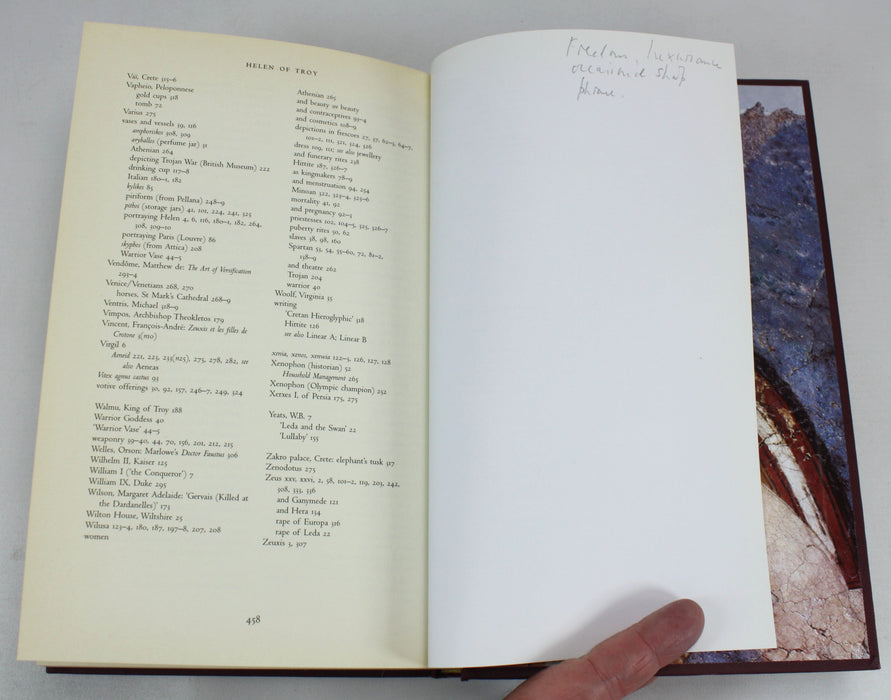 HELEN OF TROY
Vaï, Crete 315–6
Vapheio, Peloponnese
gold cups 318
tomb 72
Varius 275
vases and vessels 39, 116
amphoriskos 308, 309
aryballos (perfume jar) 31
Athenian 264
depicting Trojan War (British Museum) 222
drinking cup 117–8
Italian 180–1, 182
kylikes 85
piriform (from Pellana) 248–9
pithos (storage jars) 41, 101, 224, 241, 325
portraying Helen 4, 6, 116, 180–1, 182, 264,
308, 309–10
portraying Paris (Louvre) 86
skyphos (from Attica) 208
Warrior Vase 44–5
Vendôme, Matthew de: The Art of Versification
293–4
Venice/Venetians 268, 270
horses, St Mark's Cathedral 268–9
Ventris, Michael 318–9
Vimpos, Archbishop Theokletos 179
Vincent, François-André: Zeuxis et les filles de
Crotone 3(n10)
Virgil 6
Aeneid 221, 223, 233(n25), 275, 278, 282, see
also Aeneas
Vitex agnus castus 93
votive offerings 30, 92, 157, 246–7, 249, 324
Walmu, King of Troy 188
Warrior Goddess 40
'Warrior Vase' 44–5
weaponry 39–40, 44, 70, 156, 201, 212, 215
Welles, Orson: Marlowe's Doctor Faustus 306
Wilhelm II, Kaiser 125
William I ('the Conqueror') 7
William IX, Duke 295
Wilson, Margaret Adelaide: 'Gervais (Killed at
the Dardanelles)' 173
Wilton House, Wiltshire 25
Wilusa 123–4, 180, 187, 197–8, 207, 208
women
Athenian 265
and beauty see beauty
and contraceptives 93–4
and cosmetics 108–9
depictions in frescoes 27, 57, 62–3, 64–7,
101–2, 111, 321, 324, 326
dress 109, 111; see also jewellery
and funerary rites 238
Hittite 187, 326–7
as kingmakers 78–9
and menstruation 94, 254
Minoan 322, 323–4, 325–6
mortality 41, 92
and pregnancy 92–3
priestesses 102, 104–5, 325, 326–7
puberty rites 30, 62
slaves 38, 98, 160
Spartan 53, 54, 55–60, 72, 81–2,
138–9
and theatre 262
Trojan 204
warrior 40
Woolf, Virginia 35
writing
'Cretan Hieroglyphic' 318
Hittite 126
see also Linear A; Linear B
xenia, xenos, xenusia 122–3, 126, 127, 128
Xenophon (historian) 52
Household Management 265
Xenophon (Olympic champion) 252
Xerxes I, of Persia 175, 275
Yeats, W.B. 7
'Leda and the Swan' 22
'Lullaby' 155
Zakro palace, Crete: elephant's tusk 317
Zenodotus 275
Zeus xxv, xxvi, 2, 58, 101–2, 119, 203, 242,
308, 333, 336
and Ganymede 121
and Hera 134
rape of Europa 316
rape of Leda 22
Zeuxis 3, 307
458
Freedom, luxuriance
occasional sharp
phrase.